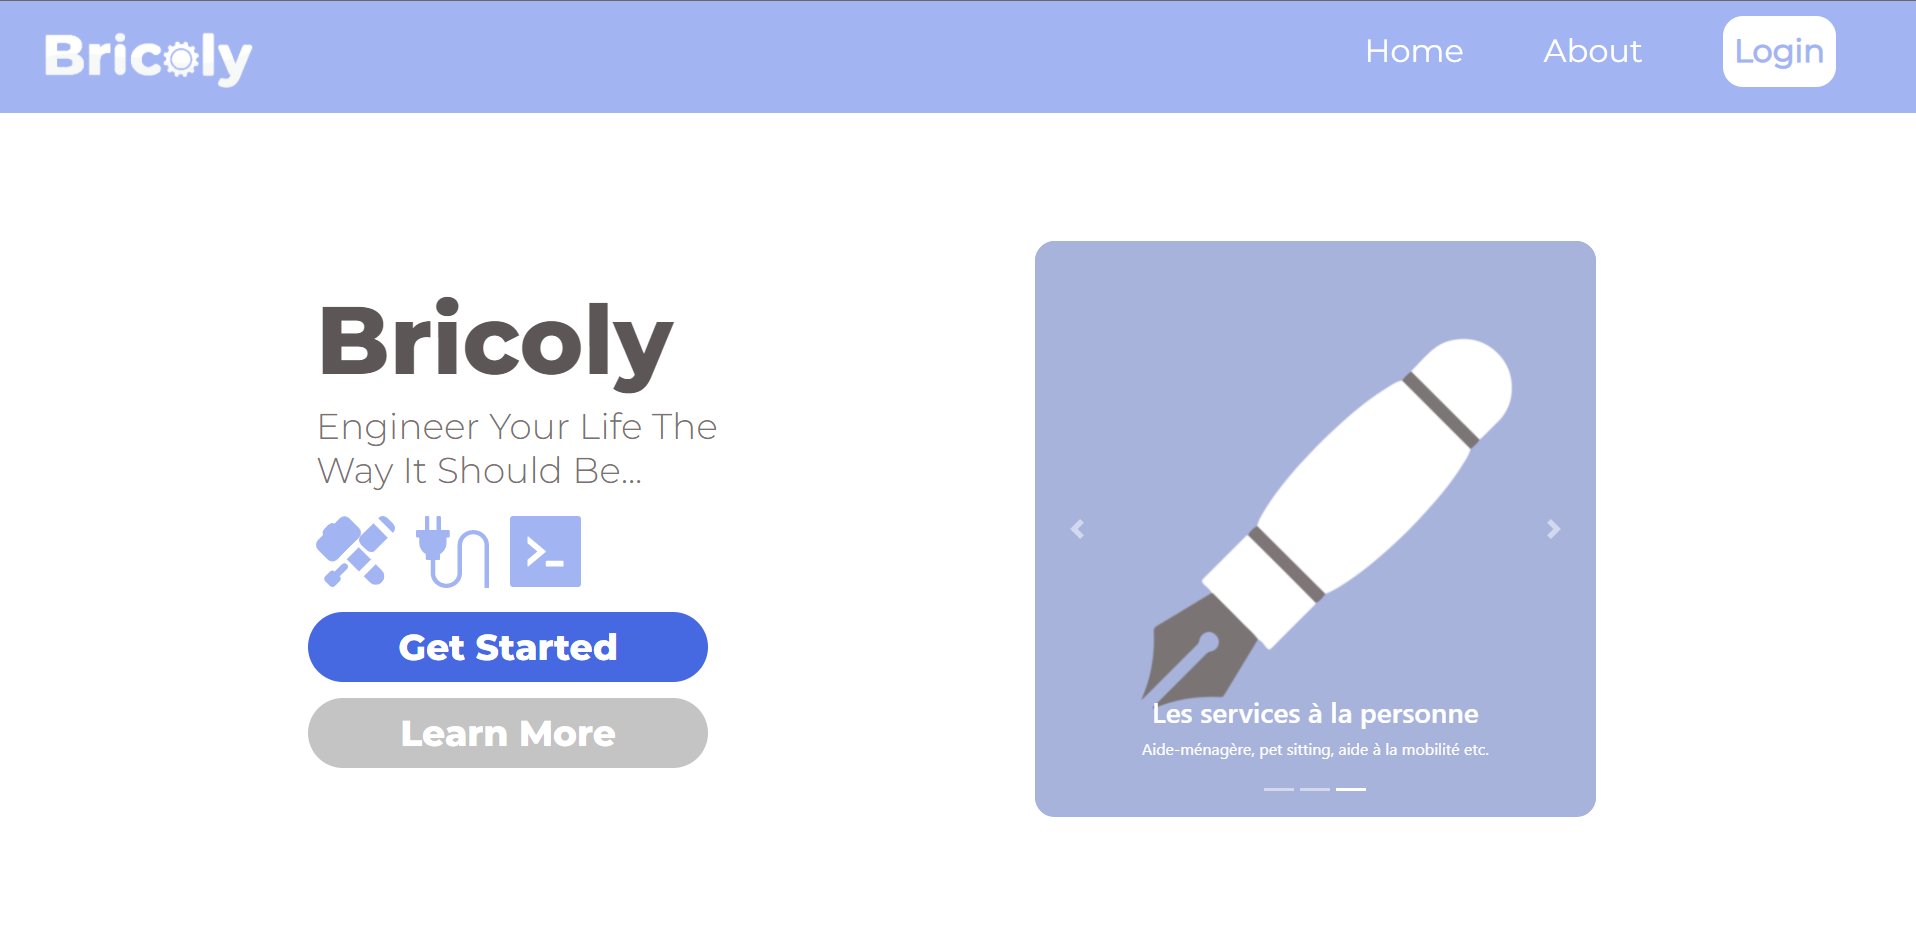 Bricoly
Home
About
Login
Bricoly
Engineer Your Life The
Way It Should Be...
>_
Get Started
Learn More
Les services à la personne
Aide-ménagère, pet sitting, aide à la mobilité etc.